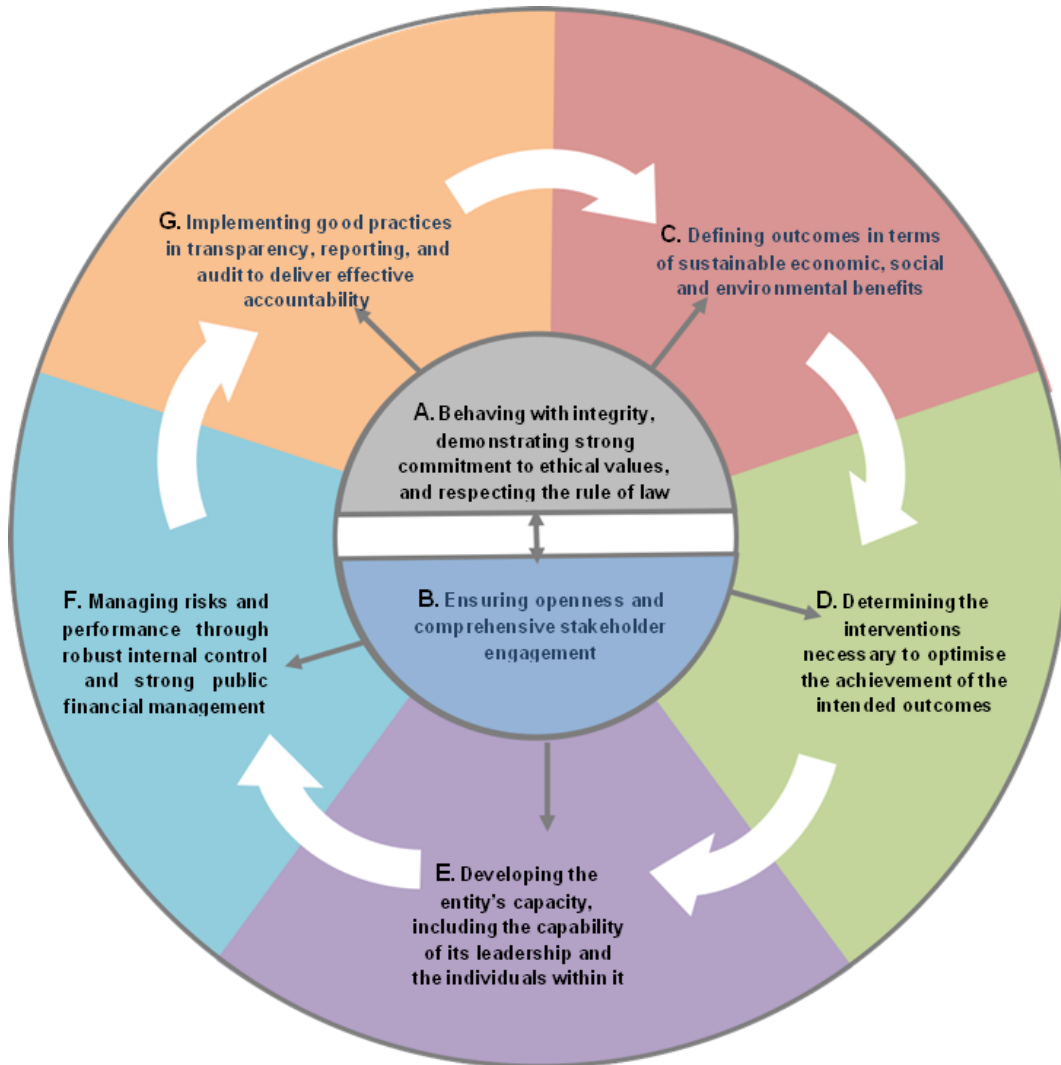 A. Behaving with integrity,
demonstrating strong
commitment to ethical values,
and respecting the rule of law
B. Ensuring openness and
comprehensive stakeholder
engagement
C. Defining outcomes in terms
of sustainable economic, social
and environmental benefits
D. Determining the
interventions
necessary to optimise
the achievement of the
intended outcomes
E. Developing the
entity's capacity,
including the capability
of its leadership and
the individuals within it
F. Managing risks and
performance through
robust internal control
and strong public
financial management
G. Implementing good practices
in transparency, reporting, and
audit to deliver effective
accountability